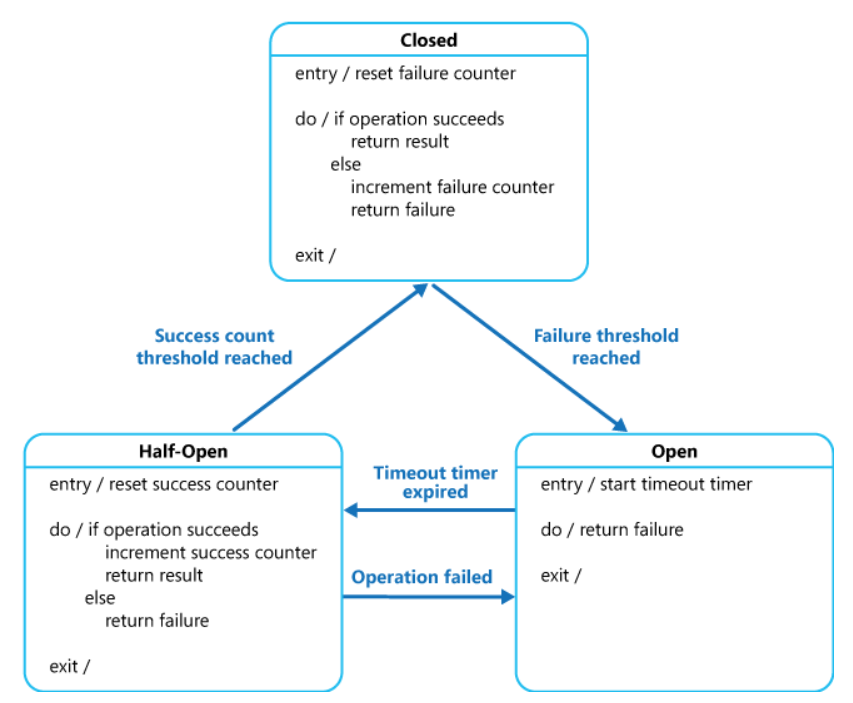 Closed
entry / reset failure counter
do / if operation succeeds
return result
else
increment failure counter
return failure
exit /
Success count
threshold reached
Failure threshold
reached
Half-Open
entry / reset success counter
do / if operation succeeds
increment success counter
return result
else
return failure
exit /
Timeout timer
expired
Operation failed
Open
entry / start timeout timer
do / return failure
exit /